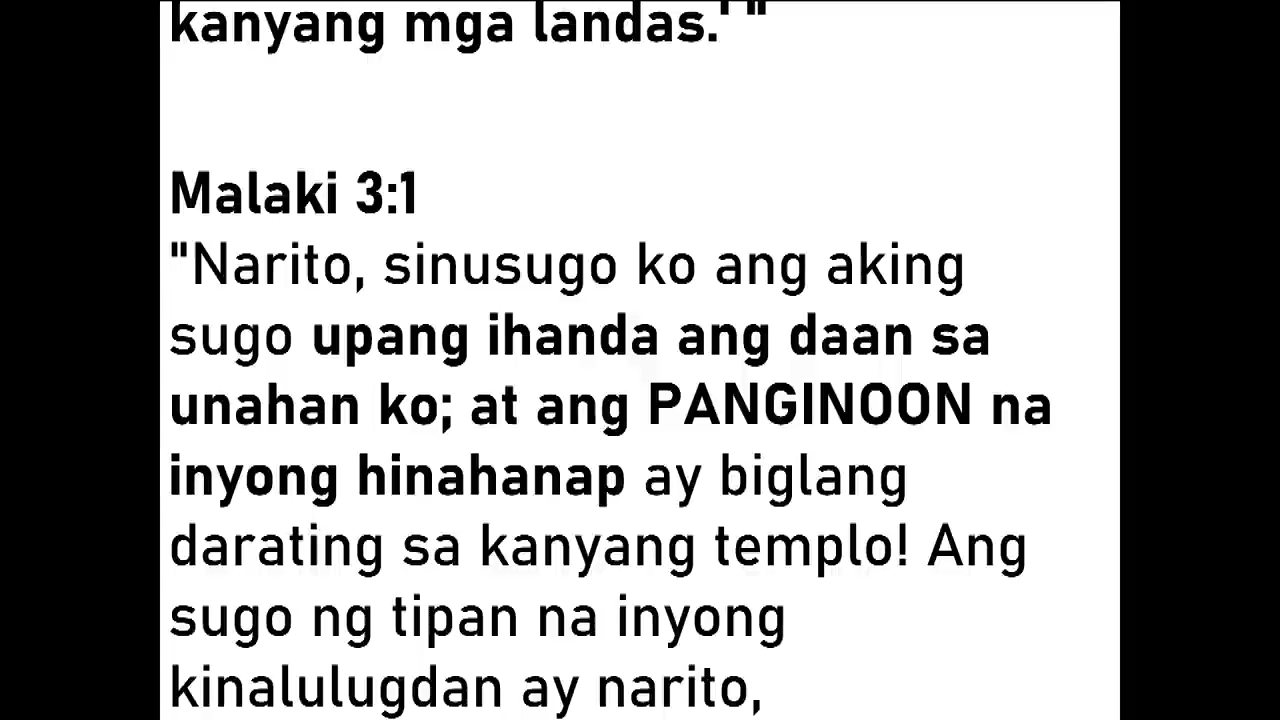 kanyang mga landas.' "
Malaki 3:1
"Narito, sinusugo ko ang aking
sugo upang ihanda ang daan sa
unahan ko; at ang PANGINOON na
inyong hinahanap ay biglang
darating sa kanyang templo! Ang
sugo ng tipan na inyong
kinalulugdan ay narito,